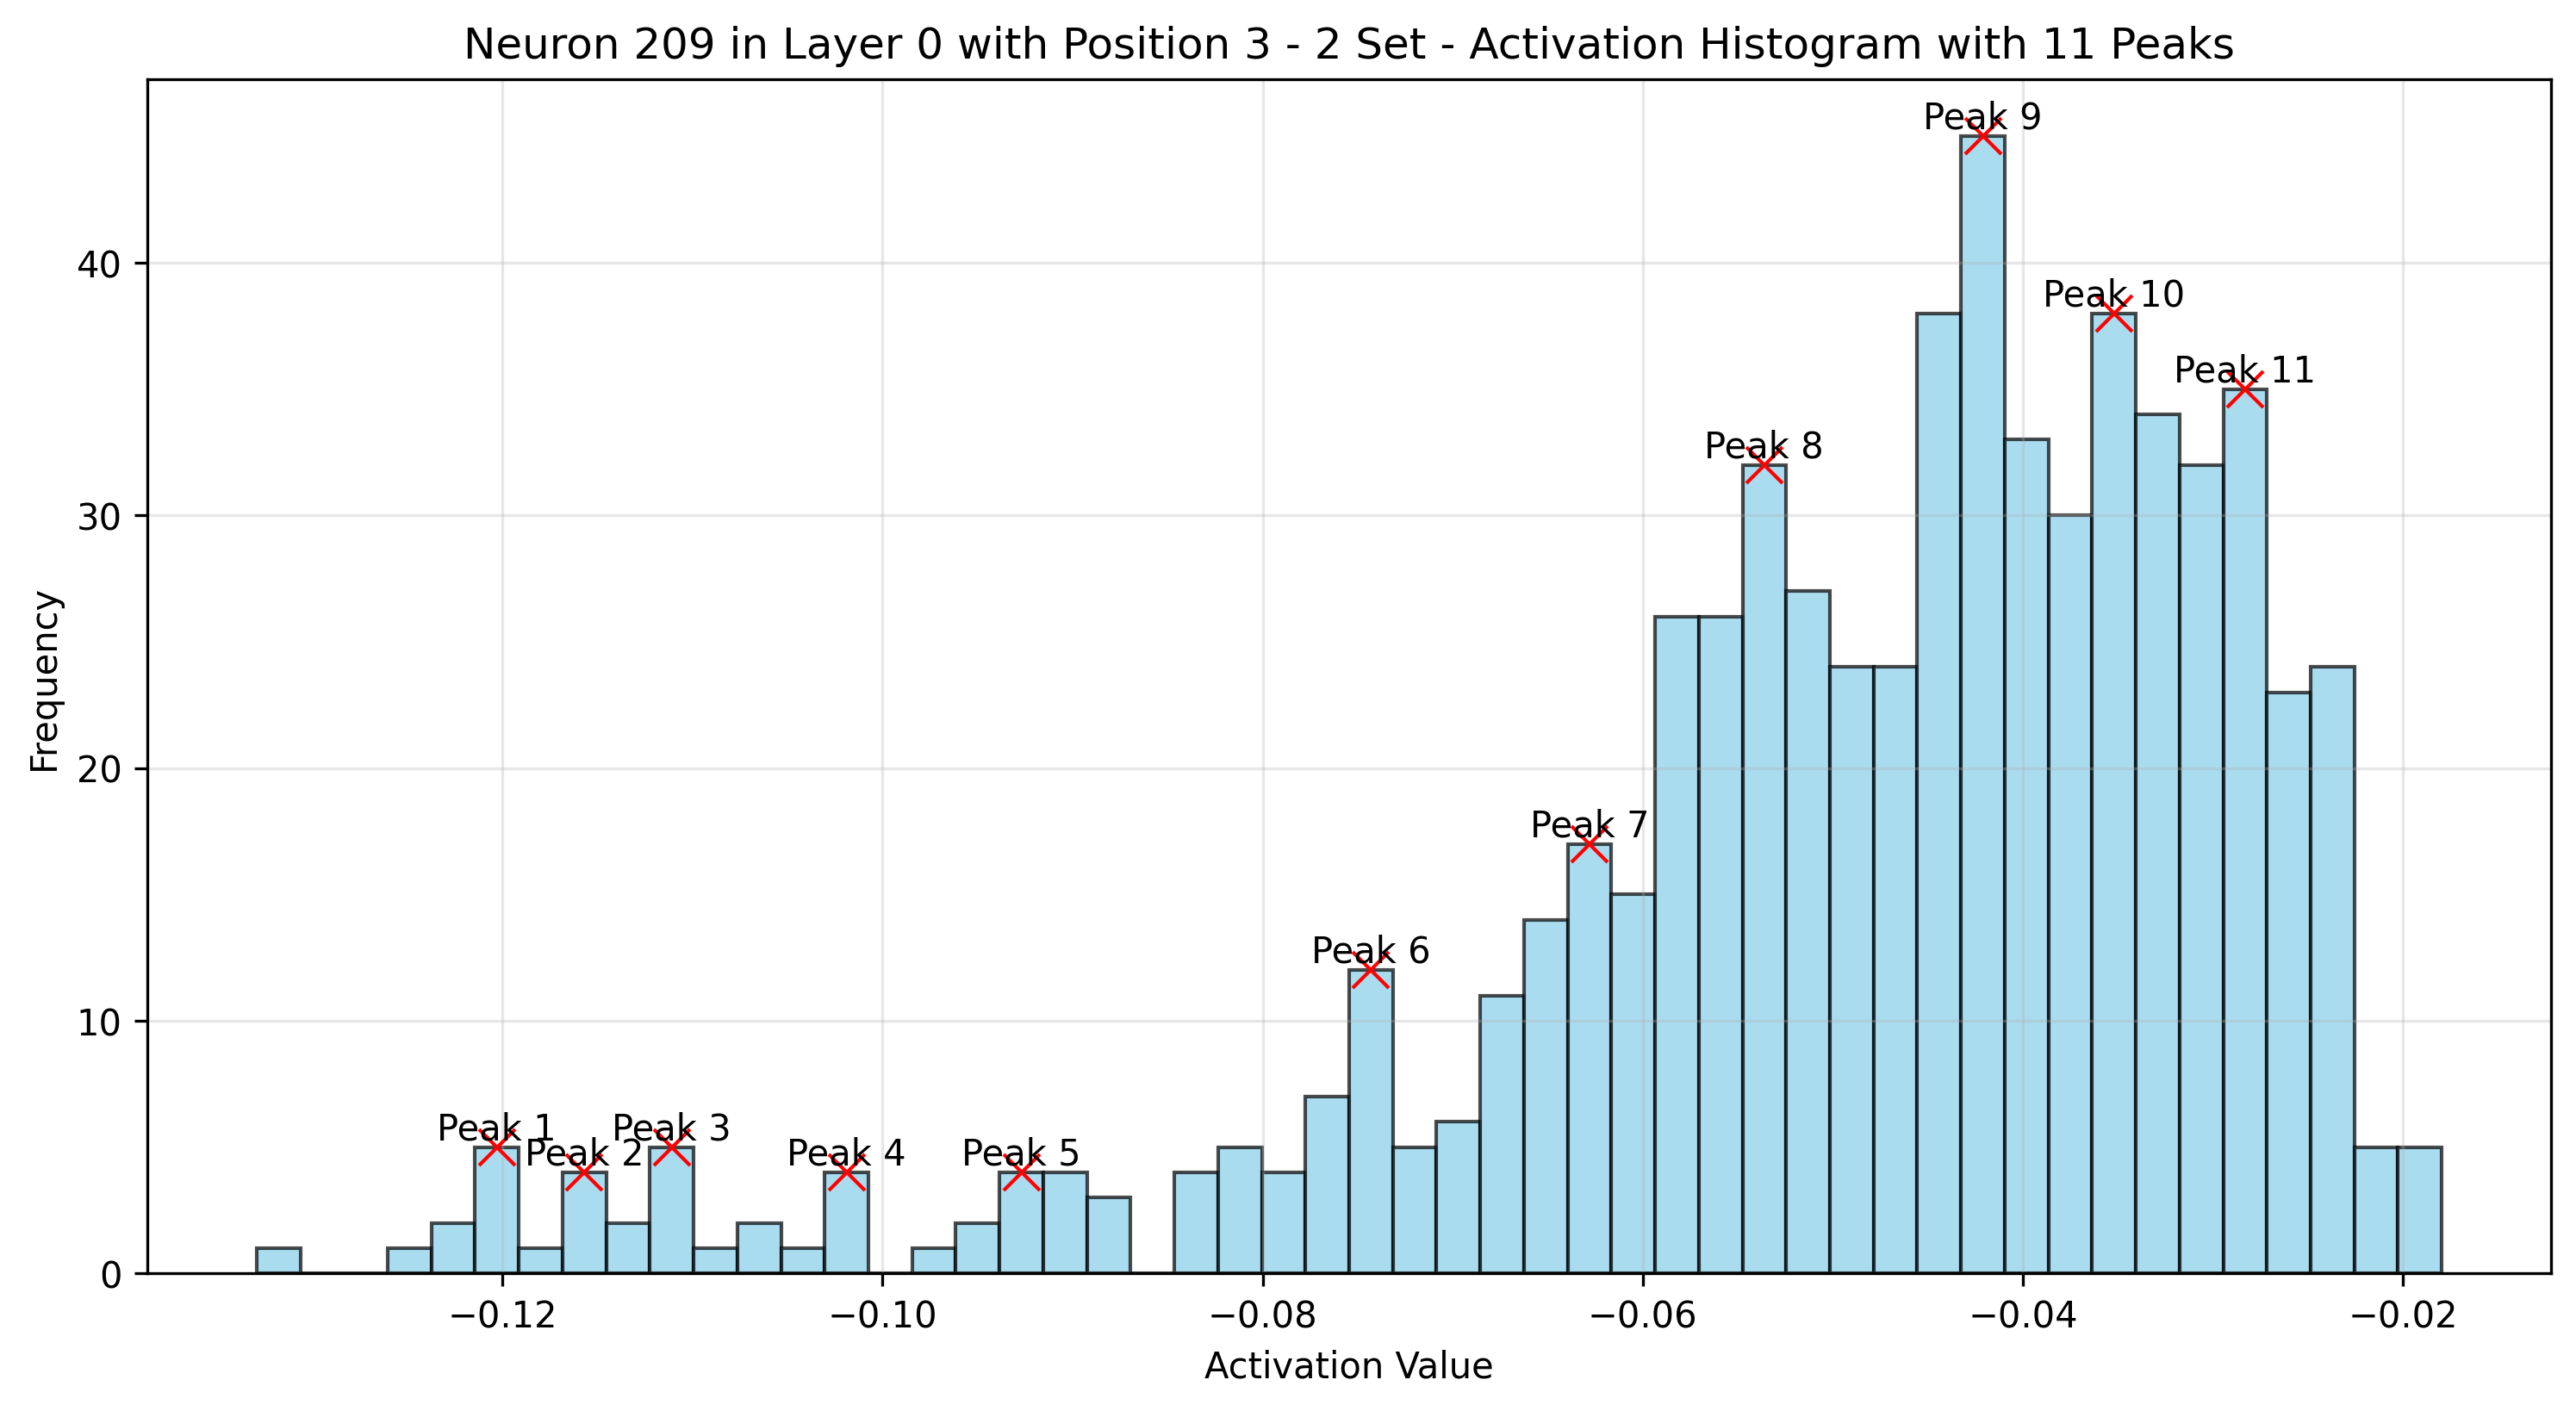 Neuron 209 in Layer 0 with Position 3 - 2 Set - Activation Histogram with 11 Peaks
Peak 9
Peak 10
Peak 11
Peak 8
Peak 7
Peak 6
Peak 1
Peak 3
Peak 2
Peak 4
Peak 5
Frequency
40
30
20
10
0
−0.12
−0.10
−0.08
−0.06
−0.04
−0.02
Activation Value